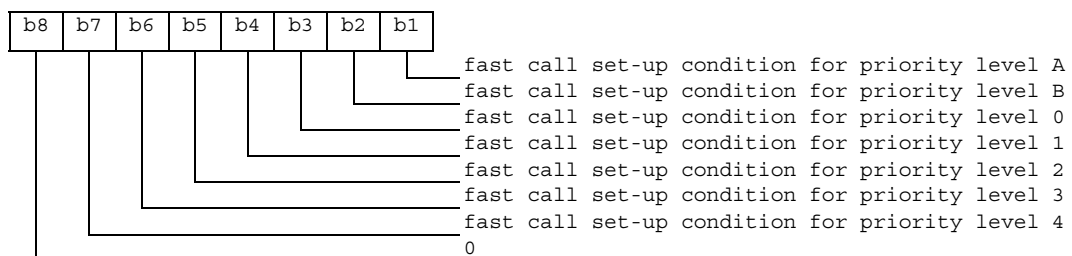 b8 b7 b6 b5 b4 b3 b2 b1
fast call set-up condition for priority level A
fast call set-up condition for priority level B
fast call set-up condition for priority level 0
fast call set-up condition for priority level 1
fast call set-up condition for priority level 2
fast call set-up condition for priority level 3
fast call set-up condition for priority level 4
0